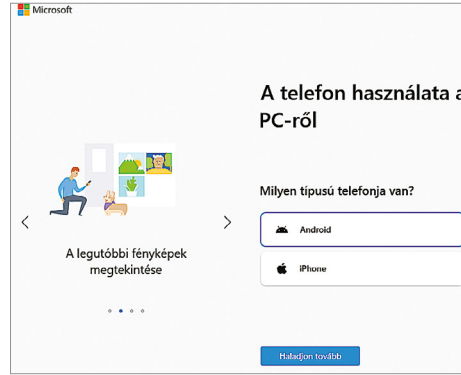 Microsoft
A telefon használata a
PC-ről
Milyen típusú telefonja van?
Android
iPhone
A legutóbbi fényképek
megtekintése
Haladjon tovább